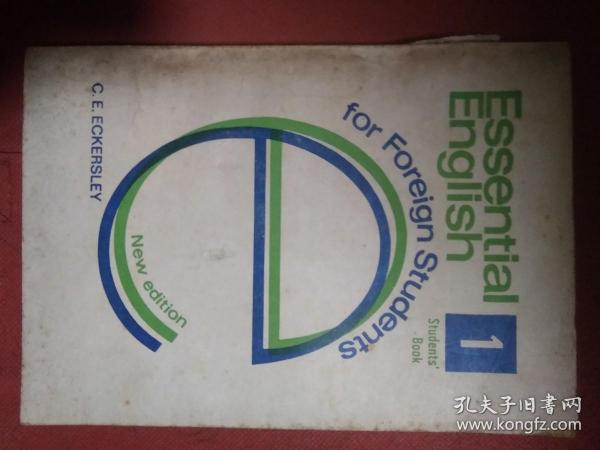 Essential
English
1
Students'
Book
for Foreign Students
New edition
C. E. ECKERSLEY
孔夫子旧书网
www.kongfz.com